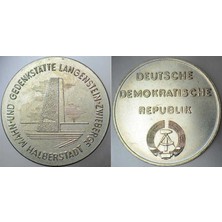 MAHN-UND GEDENKSTÄTTE LANGENSTEIN-ZWIEBERGE
HALBERSTADT
DEUTSCHE
DEMOKRATISCHE
REPUBLIK